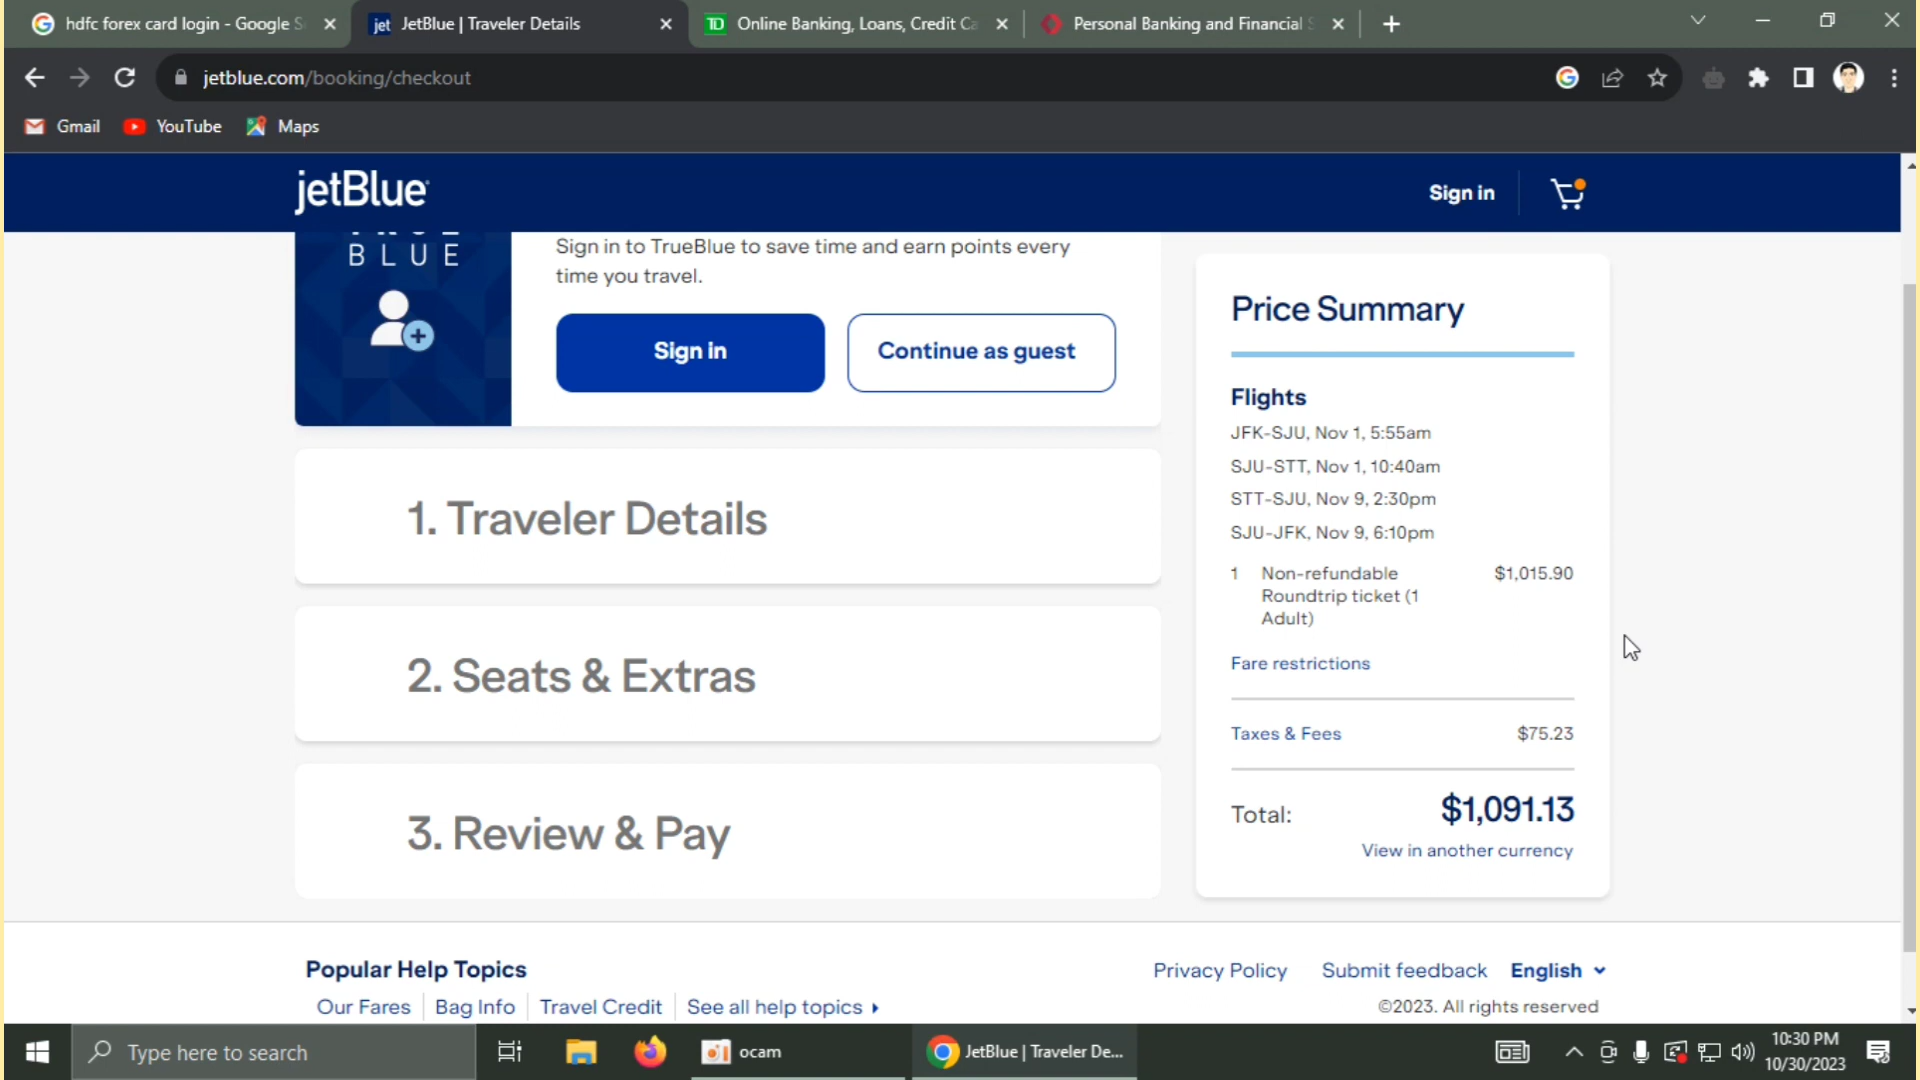 hdfc forex card login - Google S
JetBlue | Traveler Details
Online Banking, Loans, Credit Ca
Personal Banking and Financial S
jetblue.com/booking/checkout
Gmail
YouTube
Maps
jetBlue
Sign in
BLUE
Sign in to TrueBlue to save time and earn points every
time you travel.
Sign in
Continue as guest
1. Traveler Details
2. Seats & Extras
3. Review & Pay
Price Summary
Flights
JFK-SJU, Nov 1, 5:55am
SJU-STT, Nov 1, 10:40am
STT-SJU, Nov 9, 2:30pm
SJU-JFK, Nov 9, 6:10pm
1 Non-refundable $1,015.90
Roundtrip ticket (1
Adult)
Fare restrictions
Taxes & Fees $75.23
Total: $1,091.13
View in another currency
Popular Help Topics
Our Fares Bag Info Travel Credit See all help topics
Privacy Policy Submit feedback English
©2023. All rights reserved
Type here to search
ocam
JetBlue | Traveler De...
10:30 PM
10/30/2023